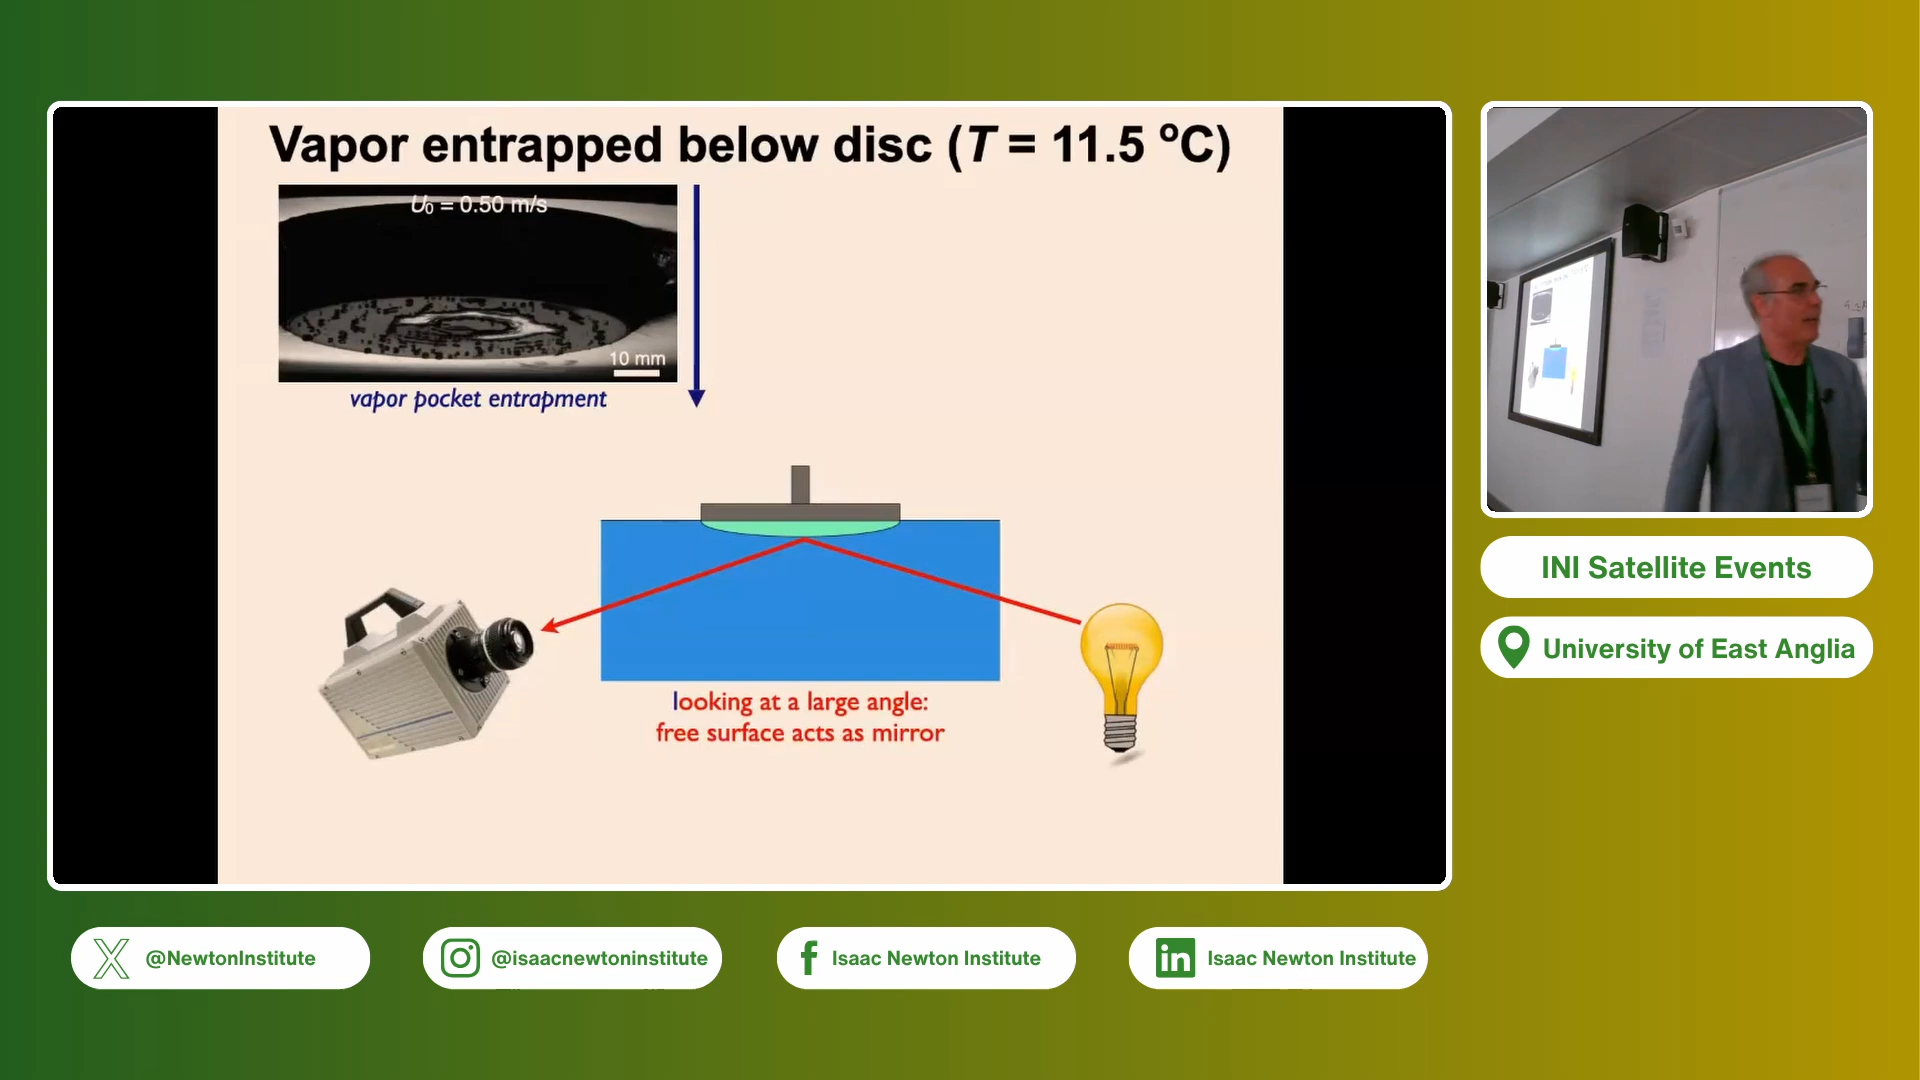 Vapor entrapped below disc (T = 11.5 ºC)
U₀ = 0.50 m/s
10 mm
vapor pocket entrapment
looking at a large angle:
free surface acts as mirror
INI Satellite Events
University of East Anglia
@NewtonInstitute
@isaacnewtoninstitute
Isaac Newton Institute
Isaac Newton Institute